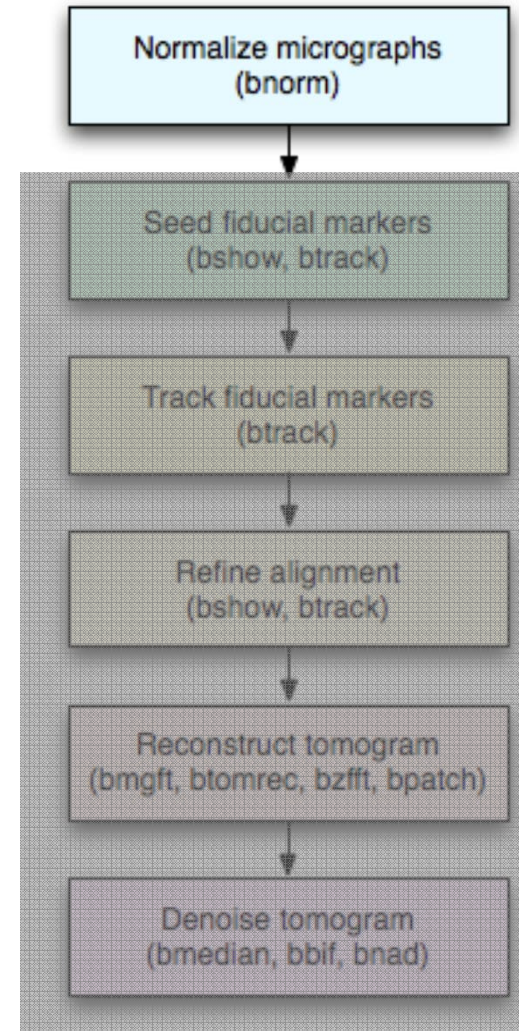 Normalize micrographs
(bnorm)
Seed fiducial markers
(bshow, btrack)
Track fiducial markers
(btrack)
Refine alignment
(bshow, btrack)
Reconstruct tomogram
(bmgft, btomrec, bzfft, bpatch)
Denoise tomogram
(bmedian, bbif, bnad)